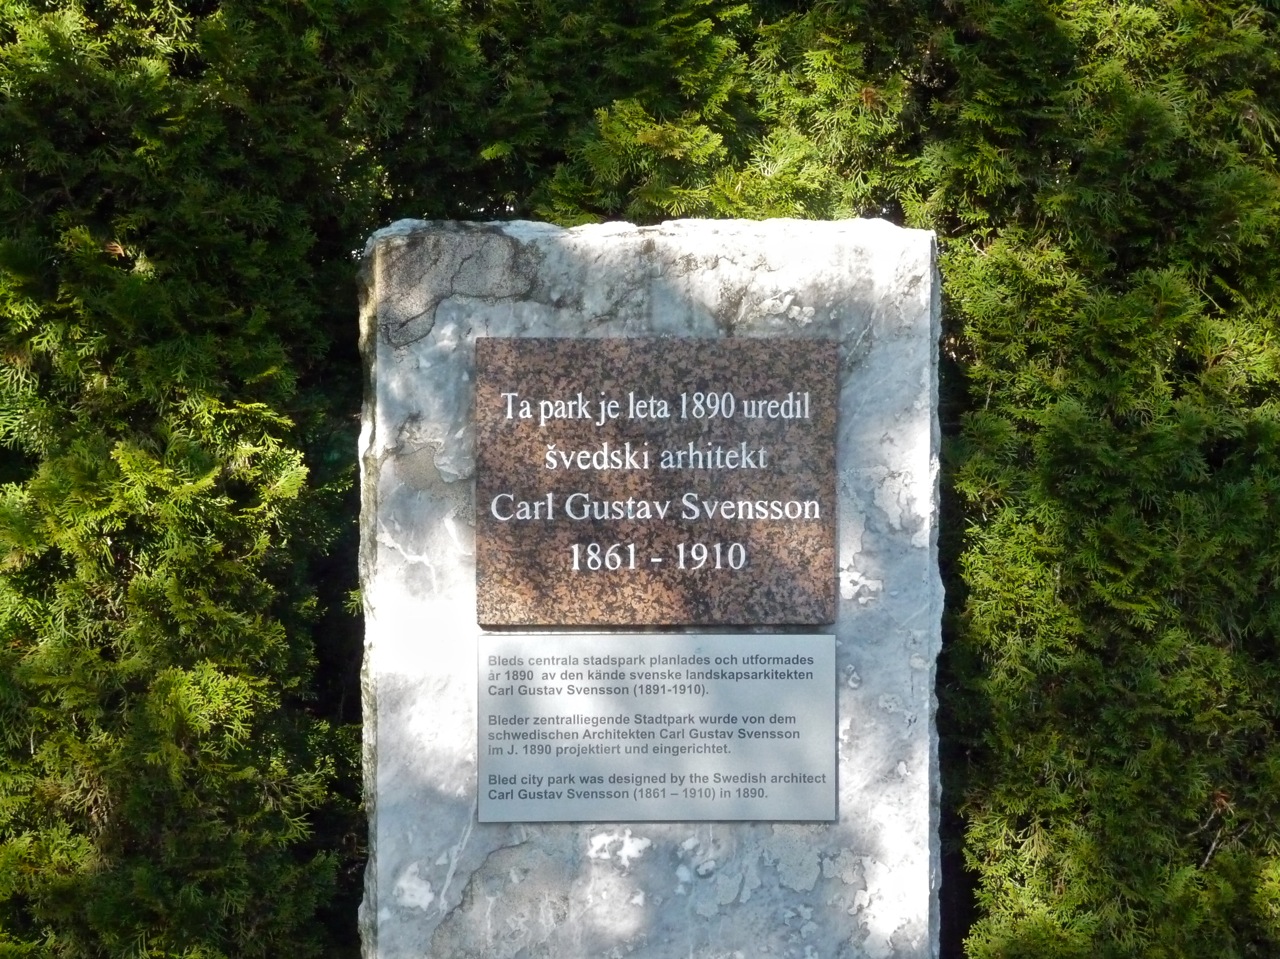 Ta park je leta 1890 uredil
švedski arhitekt
Carl Gustav Svensson
1861 - 1910
Bleds centrala stadspark planlades och utformades
år 1890 av den kände svenske landskapsarkitekten
Carl Gustav Svensson (1891-1910).
Bleder zentralliegende Stadtpark wurde von dem
schwedischen Architekten Carl Gustav Svensson
im J. 1890 projektiert und eingerichtet.
Bled city park was designed by the Swedish architect
Carl Gustav Svensson (1861 – 1910) in 1890.